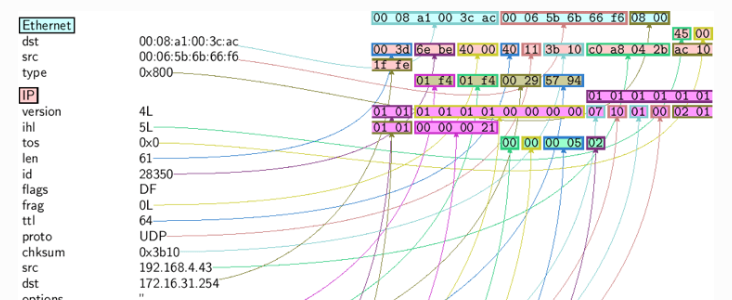 Ethernet
dst 00:08:a1:00:3c:ac
src 00:06:5b:6b:66:f6
type 0x800
IP
version 4L
ihl 5L
tos 0x0
len 61
id 28350
flags DF
frag 0L
ttl 64
proto UDP
chksum 0x3b10
src 192.168.4.43
dst 172.16.31.254
options ''
00 08 a1 00 3c ac 00 06 5b 6b 66 f6 08 00
45 00
00 3d 6e be 40 00 40 11 3b 10 c0 a8 04 2b ac 10
1f fe
01 f4 01 f4 00 29 57 94
01 01 01 01 01 01
01 01 01 01 01 01 00 00 00 00 07 10 01 00 02 01
01 01 00 00 00 21
00 00 00 05 02